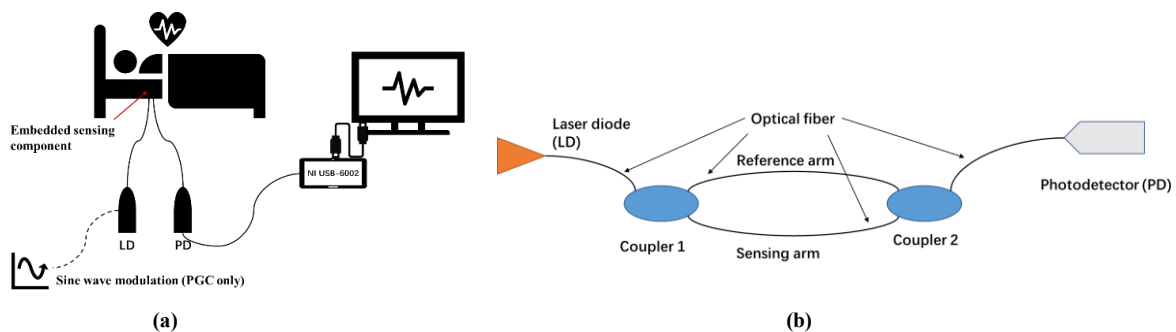 Embedded sensing
component
NI USB-6002
LD
PD
Sine wave modulation (PGC only)
(a)
Laser diode
(LD)
Optical fiber
Reference arm
Photodetector (PD)
Coupler 1
Coupler 2
Sensing arm
(b)